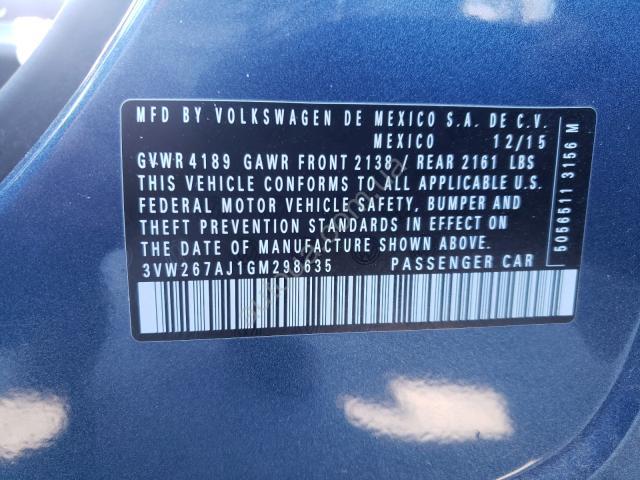 MFD BY VOLKSWAGEN DE MEXICO S.A. DE C.V.
MEXICO 12/15
GVWR 4189 GAWR FRONT 2138 / REAR 2161 LBS
THIS VEHICLE CONFORMS TO ALL APPLICABLE U.S.
FEDERAL MOTOR VEHICLE SAFETY, BUMPER AND
THEFT PREVENTION STANDARDS IN EFFECT ON
THE DATE OF MANUFACTURE SHOWN ABOVE.
3VW267AJ1GM298635 PASSENGER CAR
5056511 3156 M